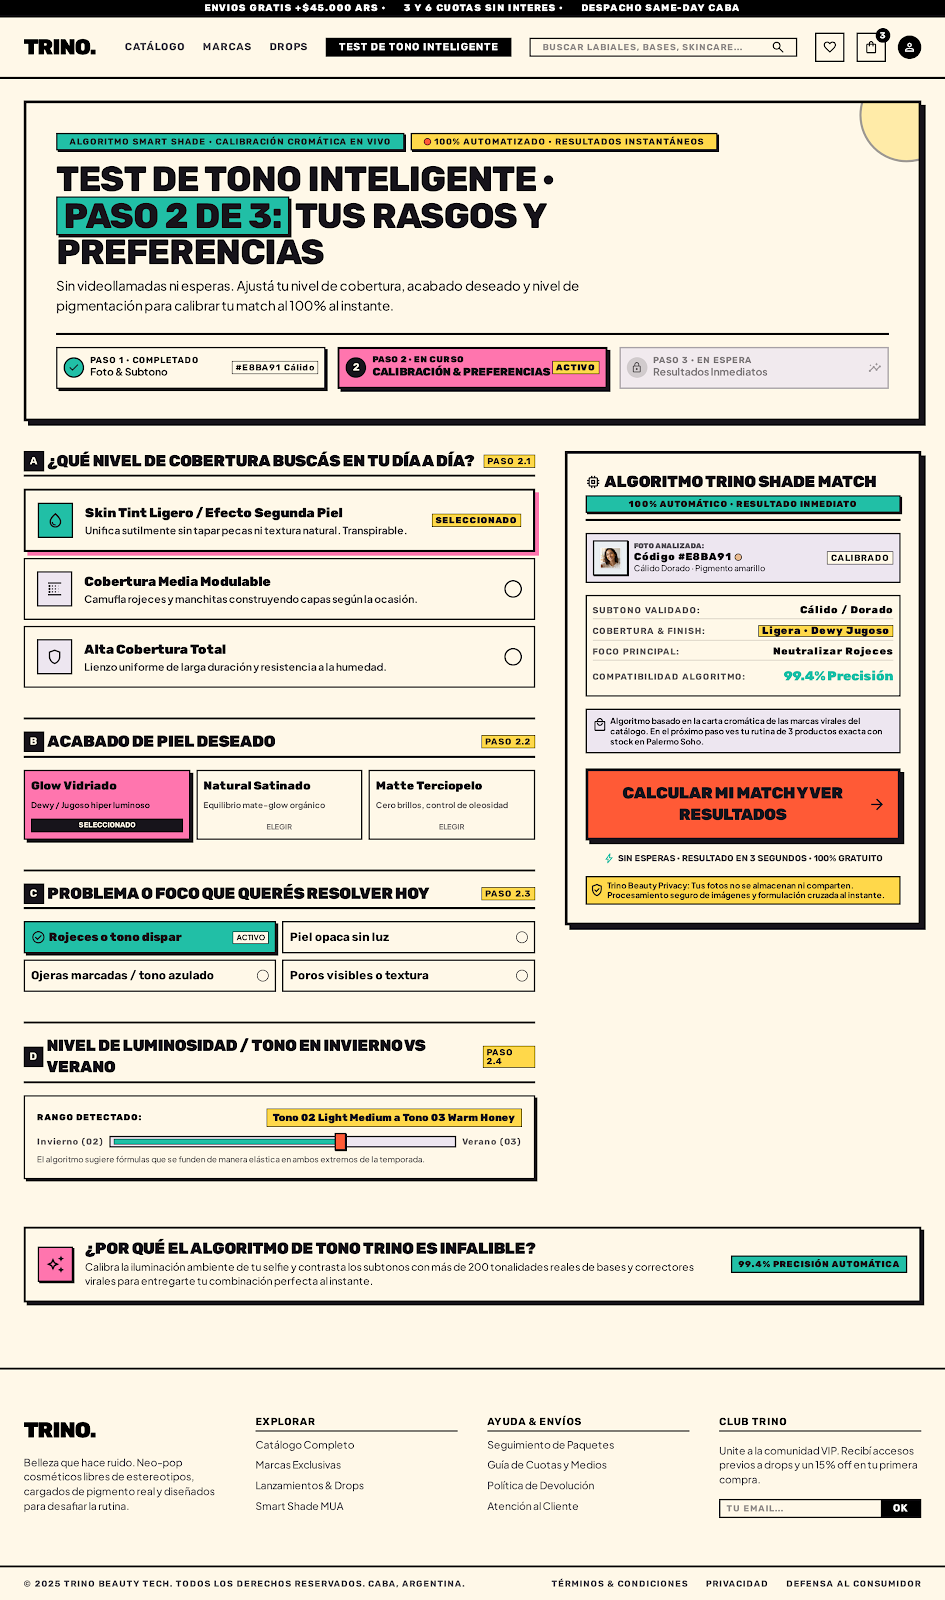 ENVIOS GRATIS +$45.000 ARS •   3 Y 6 CUOTAS SIN INTERES •   DESPACHO SAME-DAY CABA
TRINO.   CATÁLOGO   MARCAS   DROPS   TEST DE TONO INTELIGENTE   BUSCAR LABIALES, BASES, SKINCARE...   3
ALGORITMO SMART SHADE • CALIBRACIÓN CROMÁTICA EN VIVO   100% AUTOMATIZADO • RESULTADOS INSTANTÁNEOS
TEST DE TONO INTELIGENTE •
PASO 2 DE 3: TUS RASGOS Y
PREFERENCIAS
Sin videollamadas ni esperas. Ajustá tu nivel de cobertura, acabado deseado y nivel de
pigmentación para calibrar tu match al 100% al instante.
PASO 1 • COMPLETADO
Foto & Subtono
#E8BA91 Cálido
2
PASO 2 • EN CURSO
CALIBRACIÓN & PREFERENCIAS
ACTIVO
PASO 3 • EN ESPERA
Resultados Inmediatos
A   ¿QUÉ NIVEL DE COBERTURA BUSCÁS EN TU DÍA A DÍA?   PASO 2.1
Skin Tint Ligero / Efecto Segunda Piel
Unifica sutilmente sin tapar pecas ni textura natural. Transpirable.
SELECCIONADO
Cobertura Media Modulable
Camufla rojeces y manchitas construyendo capas según la ocasión.
Alta Cobertura Total
Lienzo uniforme de larga duración y resistencia a la humedad.
B   ACABADO DE PIEL DESEADO   PASO 2.2
Glow Vidriado
Dewy / Jugoso hiper luminoso
SELECCIONADO
Natural Satinado
Equilibrio mate-glow orgánico
ELEGIR
Matte Terciopelo
Cero brillos, control de oleosidad
ELEGIR
C   PROBLEMA O FOCO QUE QUERÉS RESOLVER HOY   PASO 2.3
Rojeces o tono dispar   ACTIVO
Piel opaca sin luz
Ojeras marcadas / tono azulado
Poros visibles o textura
D   NIVEL DE LUMINOSIDAD / TONO EN INVIERNO VS
VERANO
PASO
2.4
RANGO DETECTADO:   Tono 02 Light Medium a Tono 03 Warm Honey
Invierno (02)   Verano (03)
El algoritmo sugiere fórmulas que se funden de manera elástica en ambos extremos de la temporada.
ALGORITMO TRINO SHADE MATCH
100% AUTOMÁTICO • RESULTADO INMEDIATO
FOTO ANALIZADA:
Código #E8BA91
Cálido Dorado · Pigmento amarillo
CALIBRADO
SUBTONO VALIDADO:   Cálido / Dorado
COBERTURA & FINISH:   Ligera • Dewy Jugoso
FOCO PRINCIPAL:   Neutralizar Rojeces
COMPATIBILIDAD ALGORITMO:   99.4% Precisión
Algoritmo basado en la carta cromática de las marcas virales del
catálogo. En el próximo paso ves tu rutina de 3 productos exacta con
stock en Palermo Soho.
CALCULAR MI MATCH Y VER
RESULTADOS
SIN ESPERAS • RESULTADO EN 3 SEGUNDOS • 100% GRATUITO
Trino Beauty Privacy: Tus fotos no se almacenan ni comparten.
Procesamiento seguro de imágenes y formulación cruzada al instante.
¿POR QUÉ EL ALGORITMO DE TONO TRINO ES INFALIBLE?
Calibra la iluminación ambiente de tu selfie y contrasta los subtonos con más de 200 tonalidades reales de bases y correctores
virales para entregarte tu combinación perfecta al instante.
99.4% PRECISIÓN AUTOMÁTICA
TRINO.
Belleza que hace ruido. Neo-pop
cosméticos libres de estereotipos,
cargados de pigmento real y diseñados
para desafiar la rutina.
EXPLORAR
Catálogo Completo
Marcas Exclusivas
Lanzamientos & Drops
Smart Shade MUA
AYUDA & ENVÍOS
Seguimiento de Paquetes
Guía de Cuotas y Medios
Política de Devolución
Atención al Cliente
CLUB TRINO
Unite a la comunidad VIP. Recibí accesos
previos a drops y un 15% off en tu primera
compra.
TU EMAIL...   OK
© 2025 TRINO BEAUTY TECH. TODOS LOS DERECHOS RESERVADOS. CABA, ARGENTINA.   TÉRMINOS & CONDICIONES   PRIVACIDAD   DEFENSA AL CONSUMIDOR